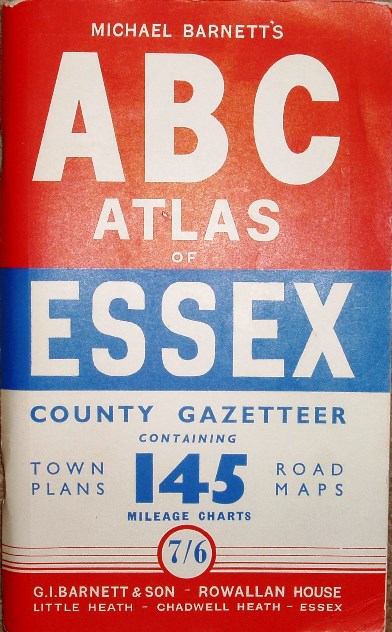 MICHAEL BARNETT'S
ABC
ATLAS
OF
ESSEX
COUNTY GAZETTEER
CONTAINING
TOWN PLANS
145
ROAD MAPS
MILEAGE CHARTS
7/6
G.I. BARNETT & SON - ROWALLAN HOUSE
LITTLE HEATH - CHADWELL HEATH - ESSEX